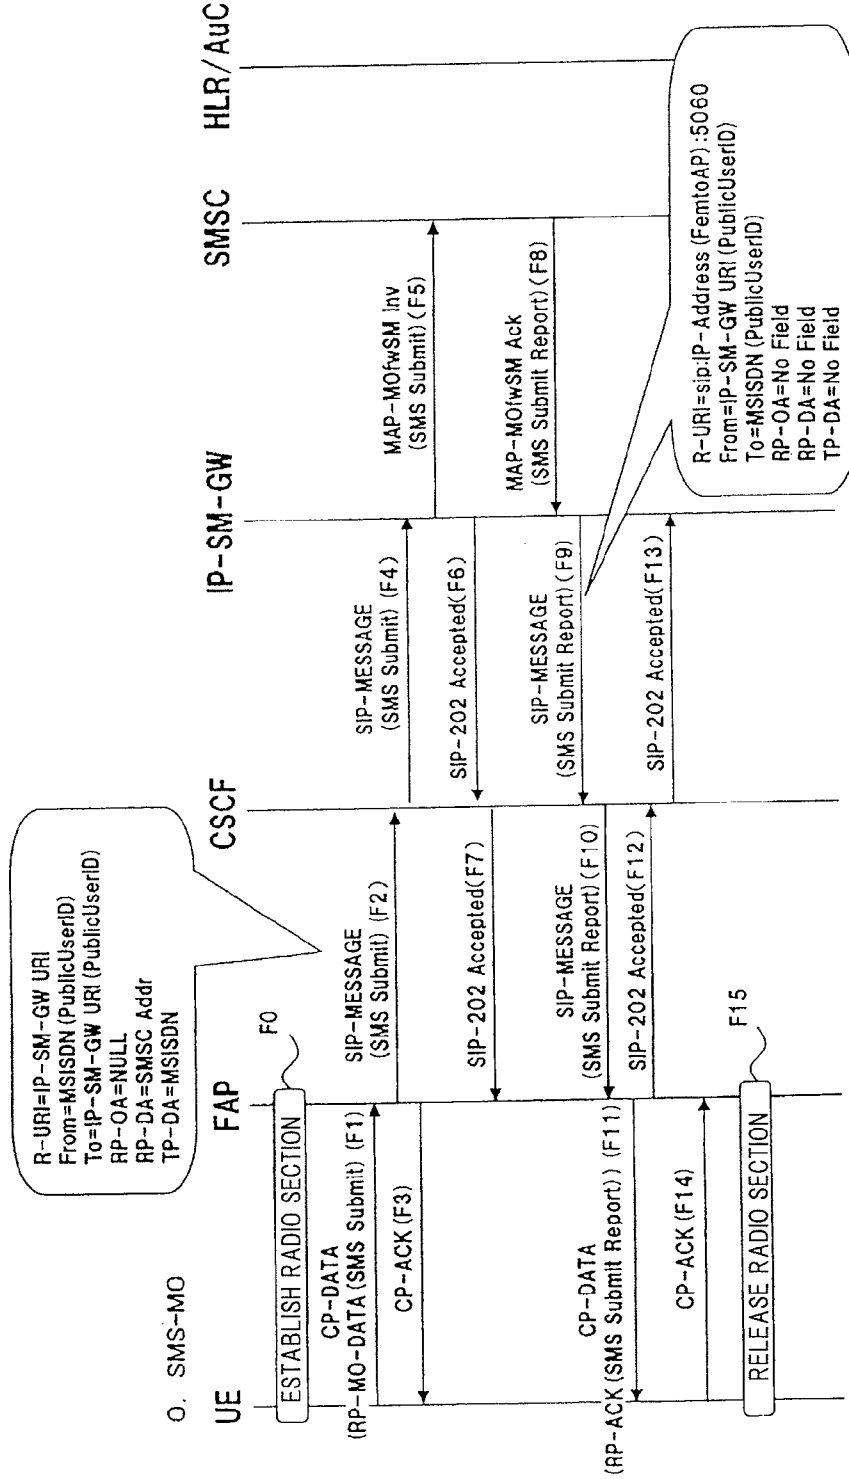 O. SMS-MO
R-URI=IP-SM-GW URI
From=MSISDN (PublicUserID)
To=IP-SM-GW URI (PublicUserID)
RP-OA=NULL
RP-DA=SMSC Addr
TP-DA=MSISDN
UE
FAP
CSCF
IP-SM-GW
SMSC
HLR/AuC
ESTABLISH RADIO SECTION
F0
CP-DATA
(RP-MO-DATA (SMS Submit) (F1)
SIP-MESSAGE
(SMS Submit) (F2)
CP-ACK (F3)
SIP-MESSAGE
(SMS Submit) (F4)
MAP-MOfwSM Inv
(SMS Submit) (F5)
SIP-202 Accepted(F6)
SIP-202 Accepted(F7)
MAP-MOfwSM Ack
(SMS Submit Report) (F8)
SIP-MESSAGE
(SMS Submit Report) (F9)
SIP-MESSAGE
(SMS Submit Report) (F10)
CP-DATA
(RP-ACK (SMS Submit Report)) (F11)
SIP-202 Accepted(F12)
SIP-202 Accepted(F13)
CP-ACK (F14)
RELEASE RADIO SECTION
F15
R-URI=sip:IP-Address (FemtoAP) :5060
From=IP-SM-GW URI (PublicUserID)
To=MSISDN (PublicUserID)
RP-OA=No Field
RP-DA=No Field
TP-DA=No Field